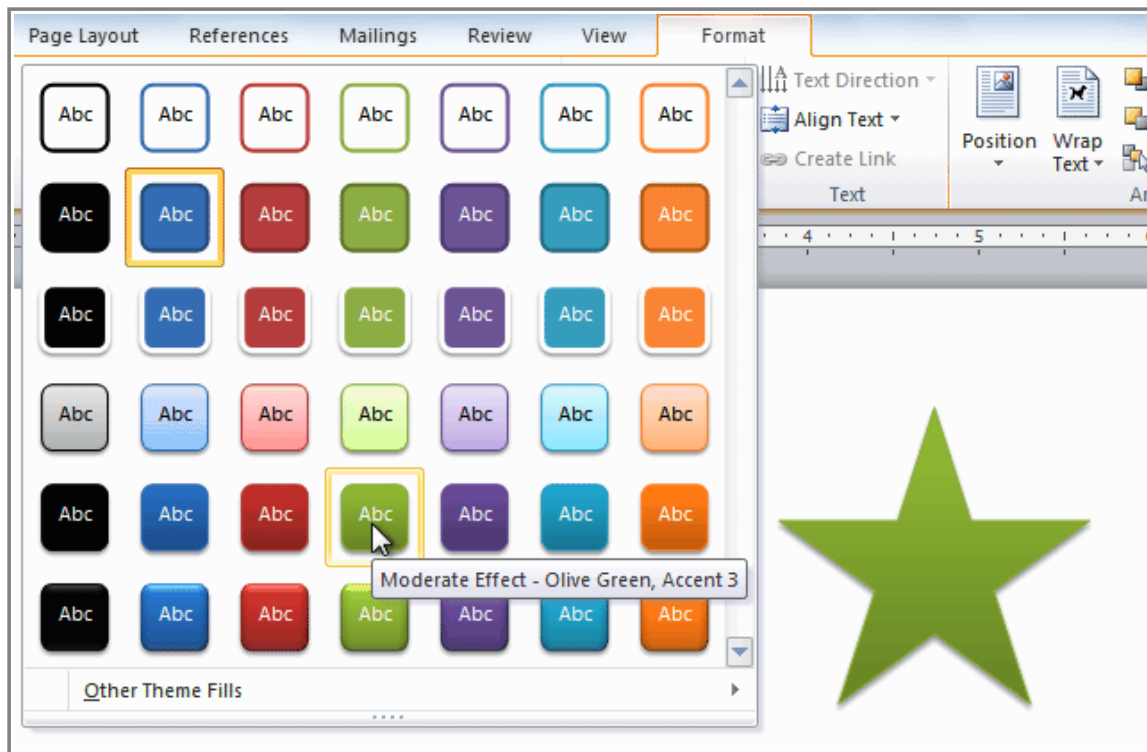 Page Layout References Mailings Review View Format
Abc Abc Abc Abc Abc Abc Abc
Abc Abc Abc Abc Abc Abc Abc
Abc Abc Abc Abc Abc Abc Abc
Abc Abc Abc Abc Abc Abc Abc
Abc Abc Abc Abc Abc Abc Abc
Moderate Effect - Olive Green, Accent 3
Abc Abc Abc Abc Abc Abc Abc
Other Theme Fills
Text Direction
Align Text
Create Link
Text
Position
Wrap
Text
4 5